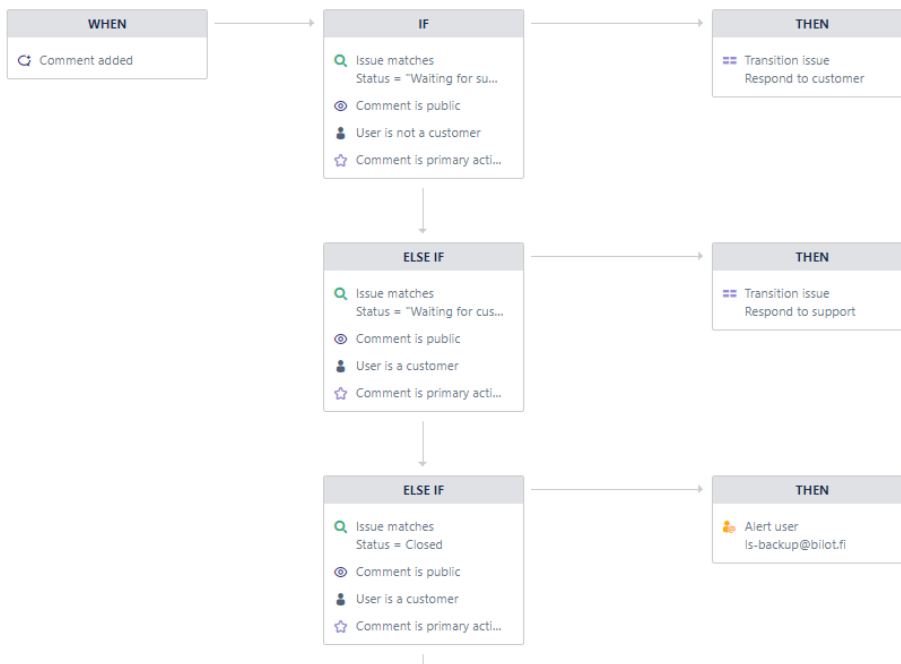 WHEN
Comment added
IF
Issue matches
Status = "Waiting for su...
Comment is public
User is not a customer
Comment is primary acti...
THEN
Transition issue
Respond to customer
ELSE IF
Issue matches
Status = "Waiting for cus...
Comment is public
User is a customer
Comment is primary acti...
THEN
Transition issue
Respond to support
ELSE IF
Issue matches
Status = Closed
Comment is public
User is a customer
Comment is primary acti...
THEN
Alert user
ls-backup@bilot.fi